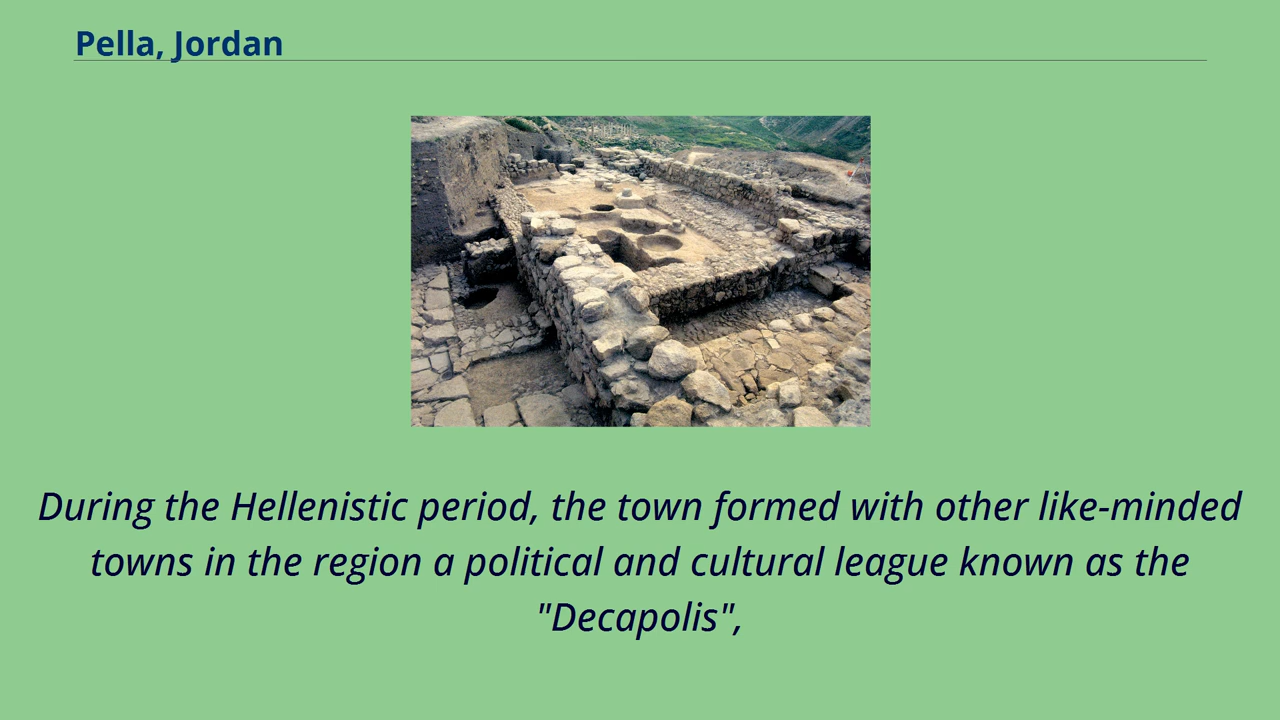 Pella, Jordan
During the Hellenistic period, the town formed with other like-minded
towns in the region a political and cultural league known as the
"Decapolis",